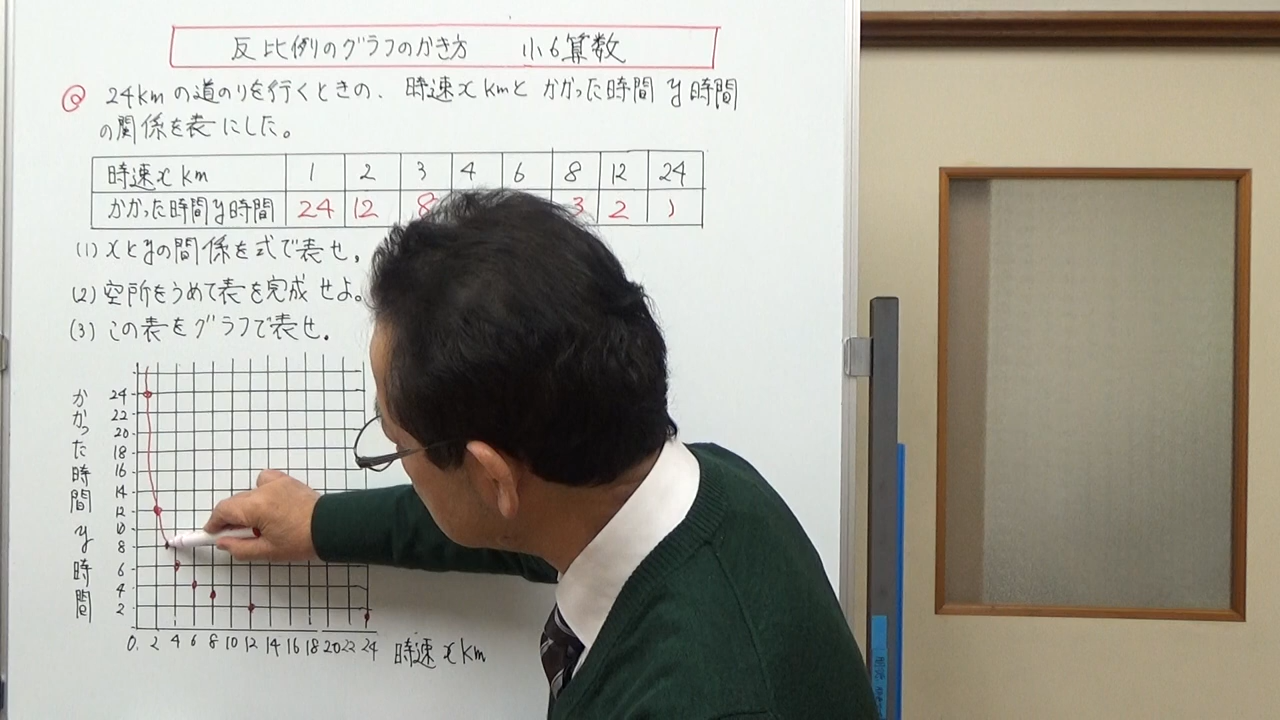 反比例のグラフのかき方 小6算数
Q 24kmの道のりを行くときの、時速x kmと かかった時間 y時間
の関係を表にした。
時速x km 1 2 3 4 6 8 12 24
かかった時間y時間 24 12 8 3 2 1
(1) xとyの間係を式で表せ。
(2) 空所をうめて表を完成せよ。
(3) この表をグラフで表せ.
かかった時間y時間
24
22
20
18
16
14
12
10
8
6
4
2
0. 2 4 6 8 10 12 14 16 18 20 22 24 時速x km